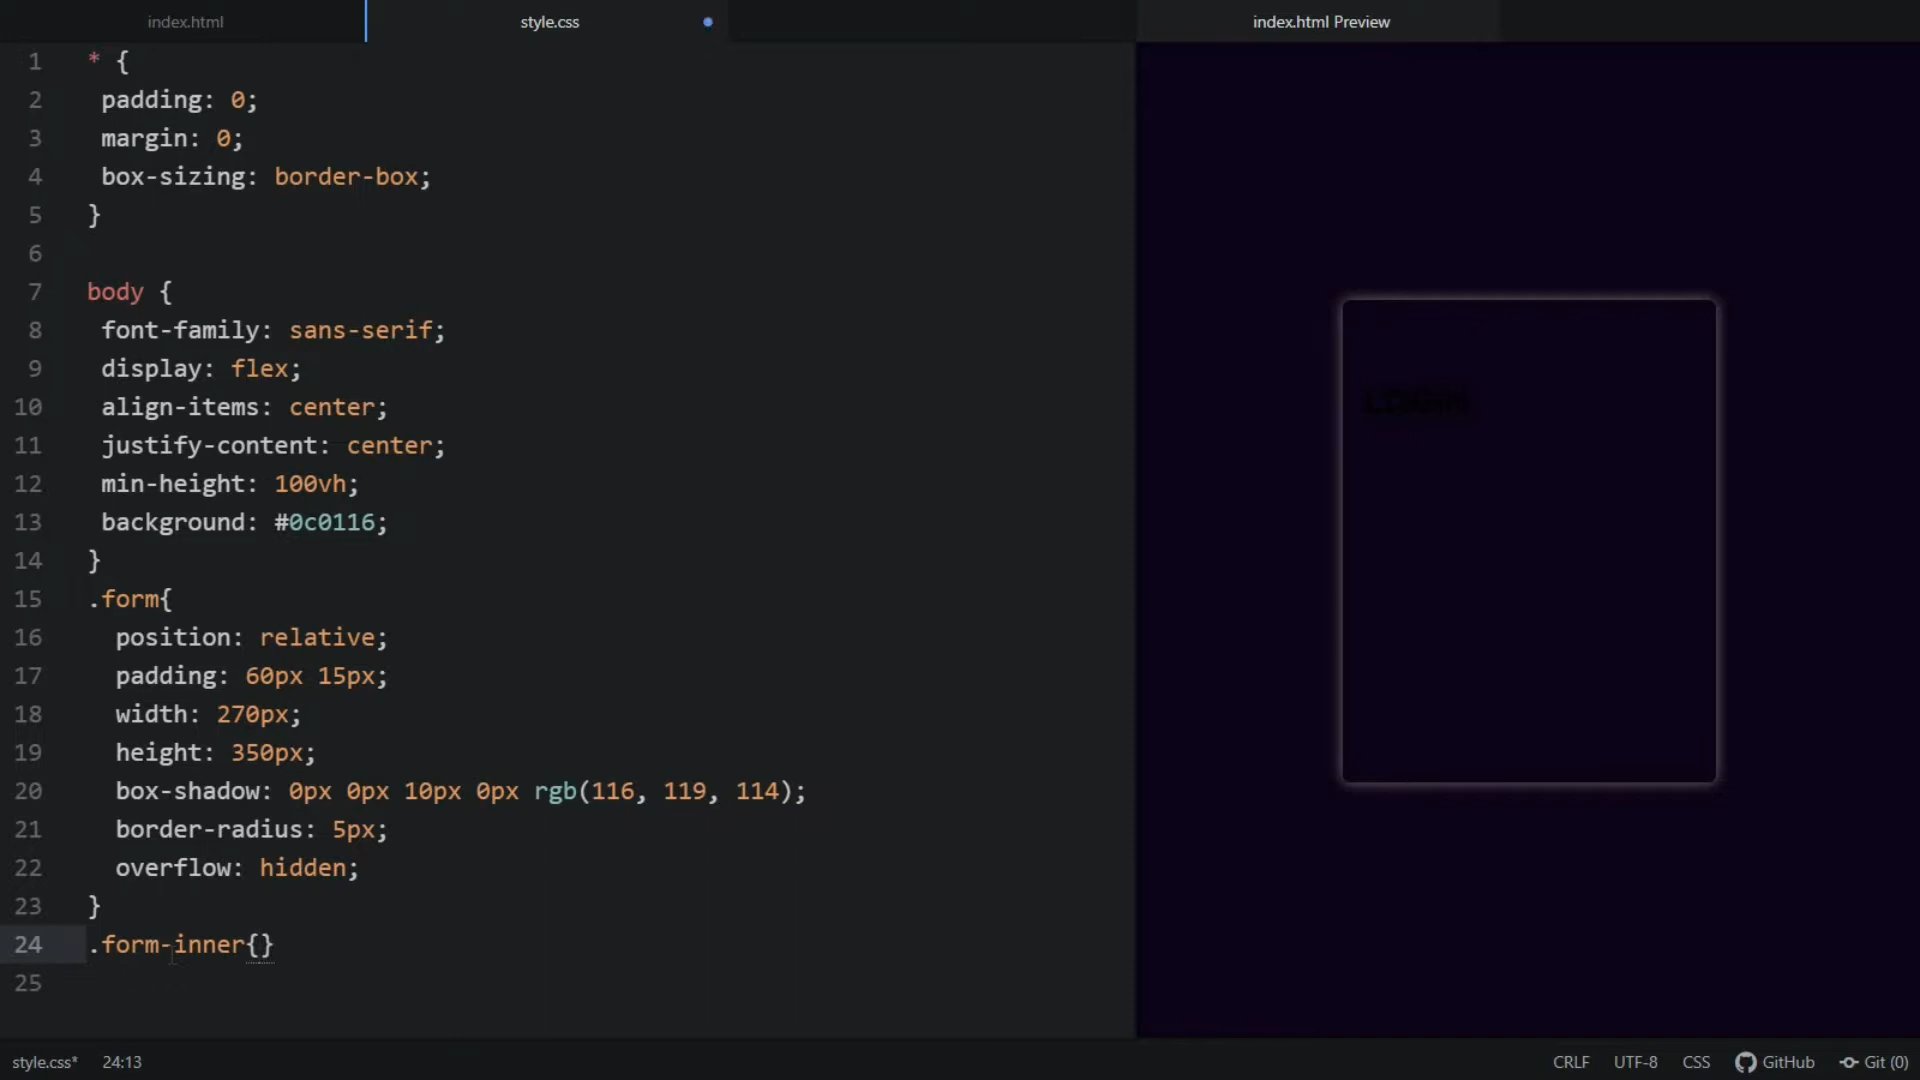 index.html
style.css
index.html Preview
1 * {
2 padding: 0;
3 margin: 0;
4 box-sizing: border-box;
5 }
6
7 body {
8 font-family: sans-serif;
9 display: flex;
10 align-items: center;
11 justify-content: center;
12 min-height: 100vh;
13 background: #0c0116;
14 }
15 .form{
16 position: relative;
17 padding: 60px 15px;
18 width: 270px;
19 height: 350px;
20 box-shadow: 0px 0px 10px 0px rgb(116, 119, 114);
21 border-radius: 5px;
22 overflow: hidden;
23 }
24 .form-inner{}
25
style.css* 24:13 CRLF UTF-8 CSS GitHub Git (0)